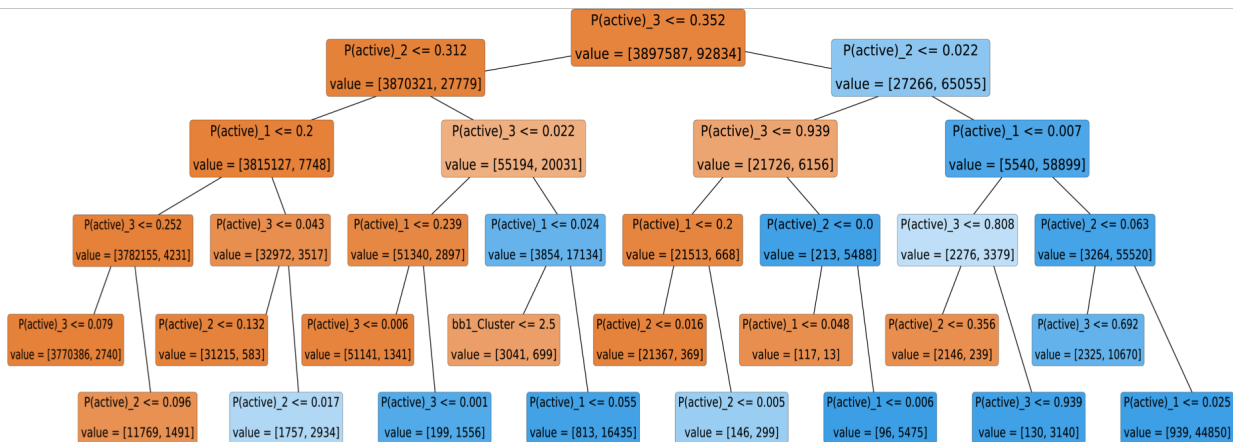 P(active)_3 <= 0.352
value = [3897587, 92834]
P(active)_2 <= 0.312
value = [3870321, 27779]
P(active)_2 <= 0.022
value = [27266, 65055]
P(active)_1 <= 0.2
value = [3815127, 7748]
P(active)_3 <= 0.022
value = [55194, 20031]
P(active)_3 <= 0.939
value = [21726, 6156]
P(active)_1 <= 0.007
value = [5540, 58899]
P(active)_3 <= 0.252
value = [3782155, 4231]
P(active)_3 <= 0.043
value = [32972, 3517]
P(active)_1 <= 0.239
value = [51340, 2897]
P(active)_1 <= 0.024
value = [3854, 17134]
P(active)_1 <= 0.2
value = [21513, 668]
P(active)_2 <= 0.0
value = [213, 5488]
P(active)_3 <= 0.808
value = [2276, 3379]
P(active)_2 <= 0.063
value = [3264, 55520]
P(active)_3 <= 0.079
value = [3770386, 2740]
P(active)_2 <= 0.132
value = [31215, 583]
P(active)_3 <= 0.006
value = [51141, 1341]
bb1_Cluster <= 2.5
value = [3041, 699]
P(active)_2 <= 0.016
value = [21367, 369]
P(active)_1 <= 0.048
value = [117, 13]
P(active)_2 <= 0.356
value = [2146, 239]
P(active)_3 <= 0.692
value = [2325, 10670]
P(active)_2 <= 0.096
value = [11769, 1491]
P(active)_2 <= 0.017
value = [1757, 2934]
P(active)_3 <= 0.001
value = [199, 1556]
P(active)_1 <= 0.055
value = [813, 16435]
P(active)_2 <= 0.005
value = [146, 299]
P(active)_1 <= 0.006
value = [96, 5475]
P(active)_3 <= 0.939
value = [130, 3140]
P(active)_1 <= 0.025
value = [939, 44850]